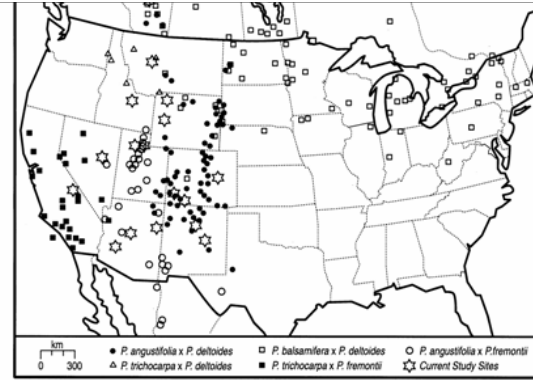 km
0 300
P. angustifolia x P. deltoides
P. balsamifera x P. deltoides
P. angustifolia x P.fremontii
P. trichocarpa x P. deltoides
P. trichocarpa x P. fremontii
Current Study Sites